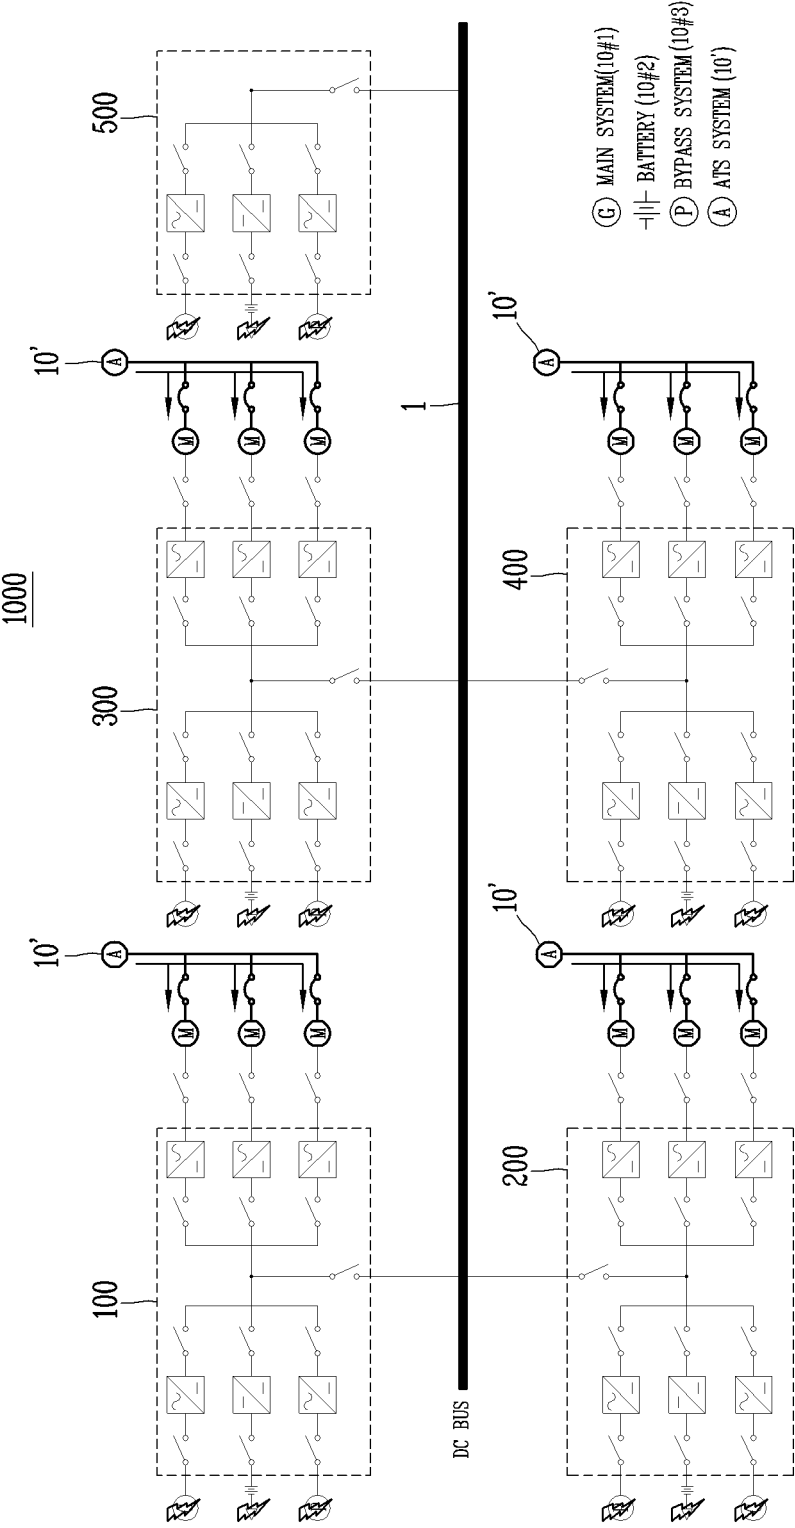 1000
10'
10'
100
300
500
A
A
M
M
M
M
M
M
1
DC BUS
10'
10'
200
400
A
A
M
M
M
M
M
M
G MAIN SYSTEM(10#1)
BATTERY(10#2)
P BYPASS SYSTEM(10#3)
A ATS SYSTEM(10')